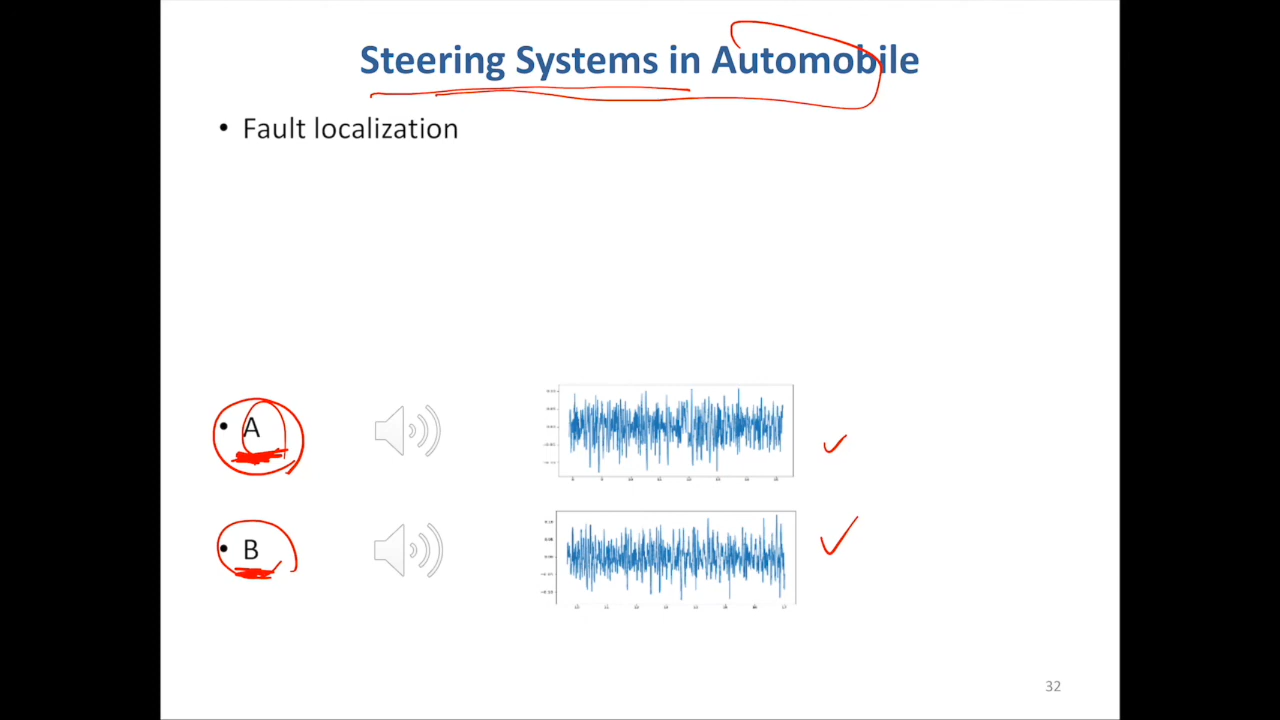 Steering Systems in Automobile
• Fault localization
• A
• B
32